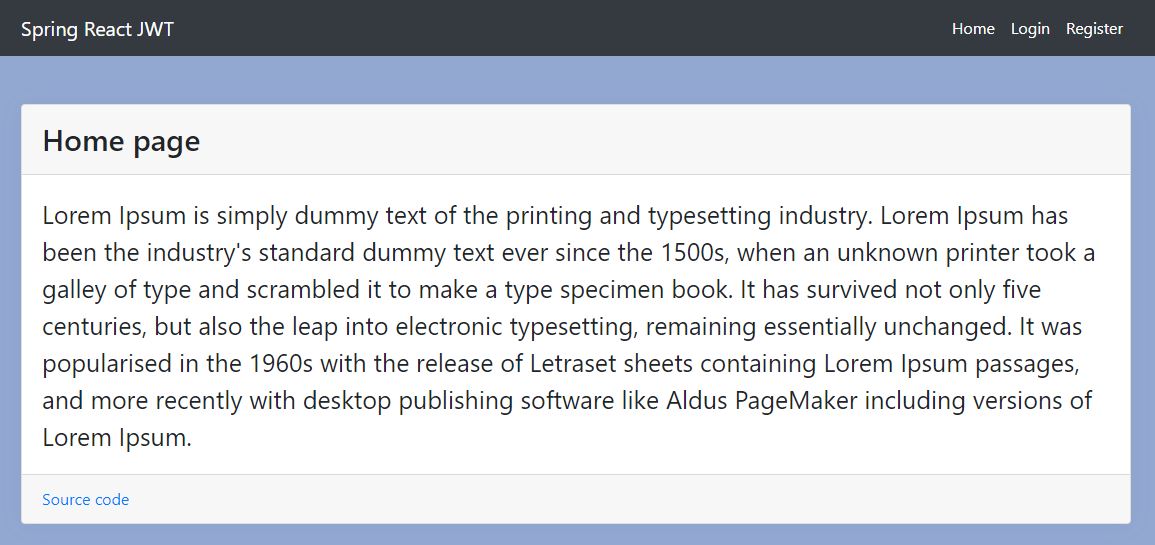 Spring React JWT
Home Login Register
Home page
Lorem Ipsum is simply dummy text of the printing and typesetting industry. Lorem Ipsum has
been the industry's standard dummy text ever since the 1500s, when an unknown printer took a
galley of type and scrambled it to make a type specimen book. It has survived not only five
centuries, but also the leap into electronic typesetting, remaining essentially unchanged. It was
popularised in the 1960s with the release of Letraset sheets containing Lorem Ipsum passages,
and more recently with desktop publishing software like Aldus PageMaker including versions of
Lorem Ipsum.
Source code